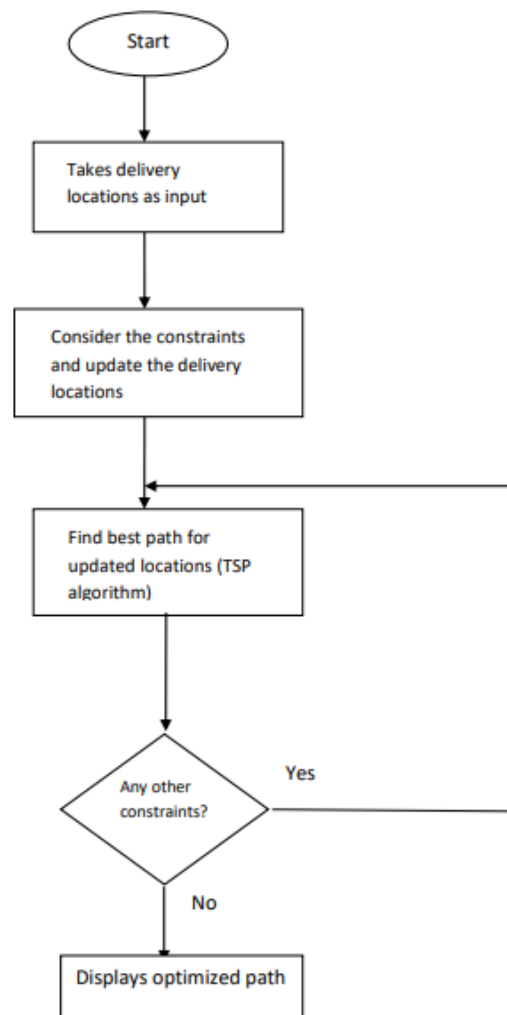 Start
Takes delivery
locations as input
Consider the constraints
and update the delivery
locations
Find best path for
updated locations (TSP
algorithm)
Any other
constraints?
Yes
No
Displays optimized path